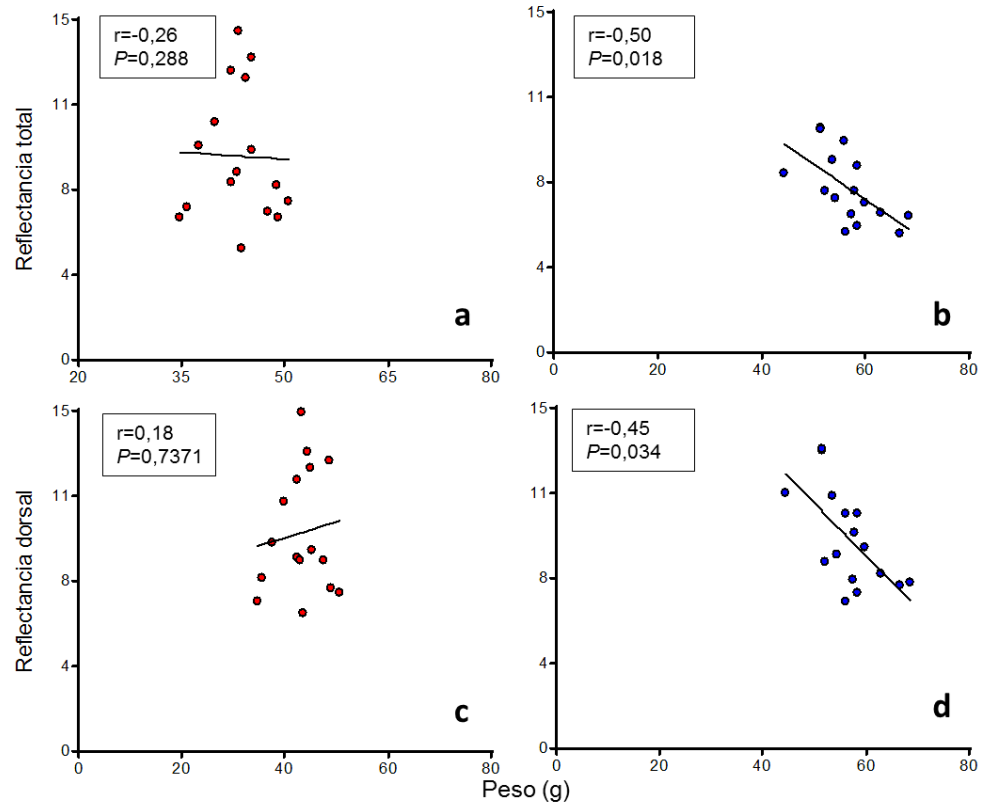 15
11
8
4
0
20
35
50
65
80
r=-0,26
P=0,288
a
Reflectancia total
15
11
8
4
0
0
20
40
60
80
r=-0,50
P=0,018
b
15
11
8
4
0
0
20
40
60
80
r=0,18
P=0,7371
c
Reflectancia dorsal
15
11
8
4
0
0
20
40
60
80
r=-0,45
P=0,034
d
Peso (g)